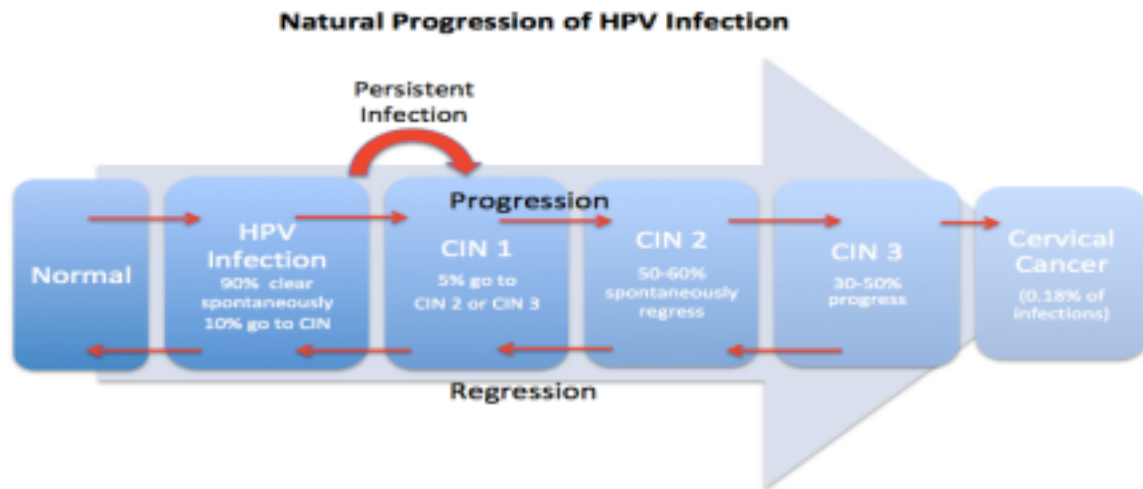 Natural Progression of HPV Infection
Persistent
Infection
Progression
Normal
HPV
Infection
90% clear
spontaneously
10% go to CIN
CIN 1
5% go to
CIN 2 or CIN 3
CIN 2
50-60%
spontaneously
regress
CIN 3
30-50%
progress
Cervical
Cancer
(0.18% of
infections)
Regression